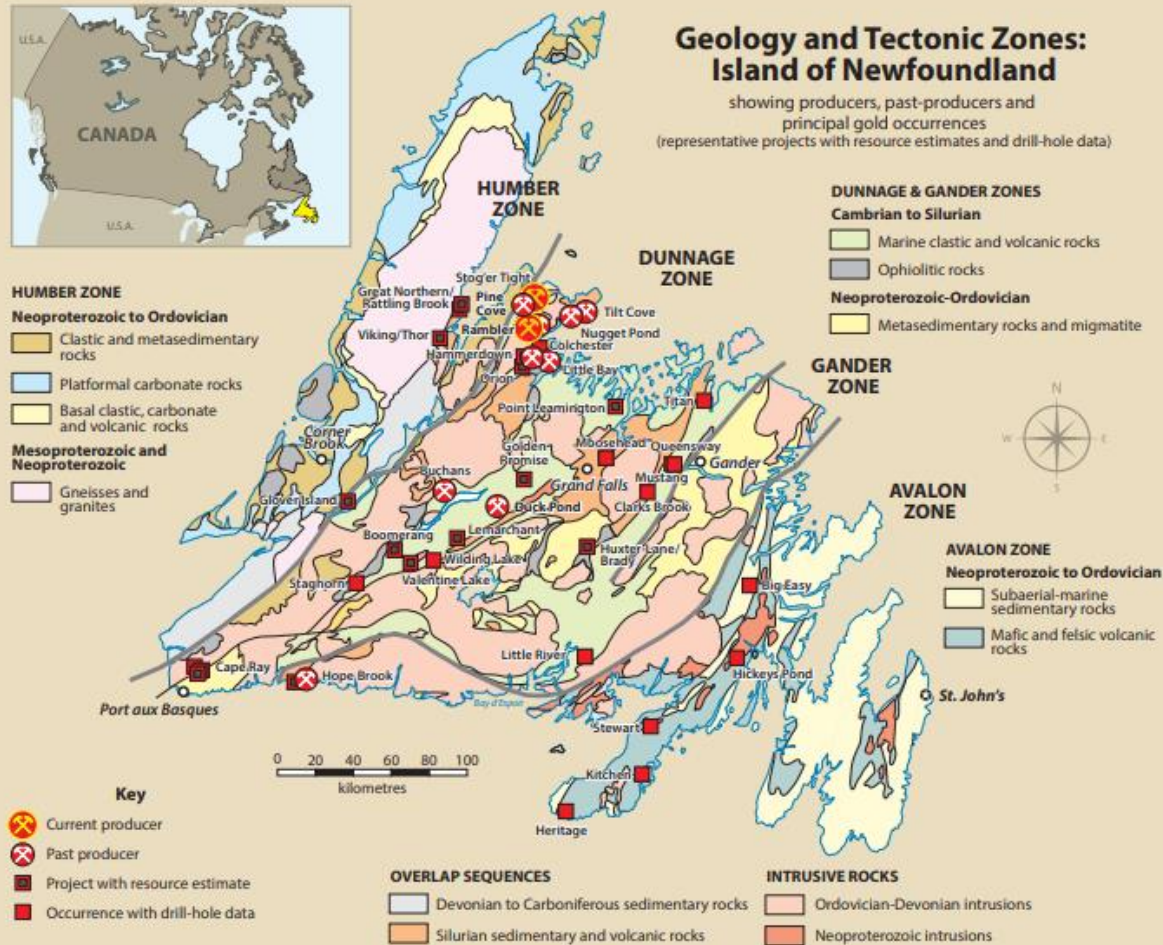 U.S.A.
CANADA
U.S.A.
Geology and Tectonic Zones:
Island of Newfoundland
showing producers, past-producers and
principal gold occurrences
(representative projects with resource estimates and drill-hole data)
HUMBER ZONE
Neoproterozoic to Ordovician
Clastic and metasedimentary
rocks
Platformal carbonate rocks
Basal clastic, carbonate
and volcanic rocks
Mesoproterozoic and
Neoproterozoic
Gneisses and
granites
DUNNAGE & GANDER ZONES
Cambrian to Silurian
Marine clastic and volcanic rocks
Ophiolitic rocks
Neoproterozoic-Ordovician
Metasedimentary rocks and migmatite
HUMBER
ZONE
DUNNAGE
ZONE
GANDER
ZONE
AVALON
ZONE
N
W
E
S
AVALON ZONE
Neoproterozoic to Ordovician
Subaerial-marine
sedimentary rocks
Mafic and felsic volcanic
rocks
Stog'er Tight
Great Northern/
Rattling Brook
Pine
Cove
Tilt Cove
Rambler
Nugget Pond
Viking/Thor
Colchester
Hammerdown
Little Bay
Orion
Point Leamington
Titan
Corner
Brook
Golden
Promise
Moosehead
Queensway
Buchans
Gander
Grand Falls
Mustang
Glover Island
Duck Pond
Clarks Brook
Lemarchant
Boomerang
Wilding Lake
Huxter Lane/
Brady
Staghorn
Valentine Lake
Big Easy
Little River
Cape Ray
Hope Brook
Hickeys Pond
St. John's
Port aux Basques
Bay d'Espoir
Stewart
Kitchen
Heritage
0 20 40 60 80 100
kilometres
Key
Current producer
Past producer
Project with resource estimate
Occurrence with drill-hole data
OVERLAP SEQUENCES
Devonian to Carboniferous sedimentary rocks
Silurian sedimentary and volcanic rocks
INTRUSIVE ROCKS
Ordovician-Devonian intrusions
Neoproterozoic intrusions